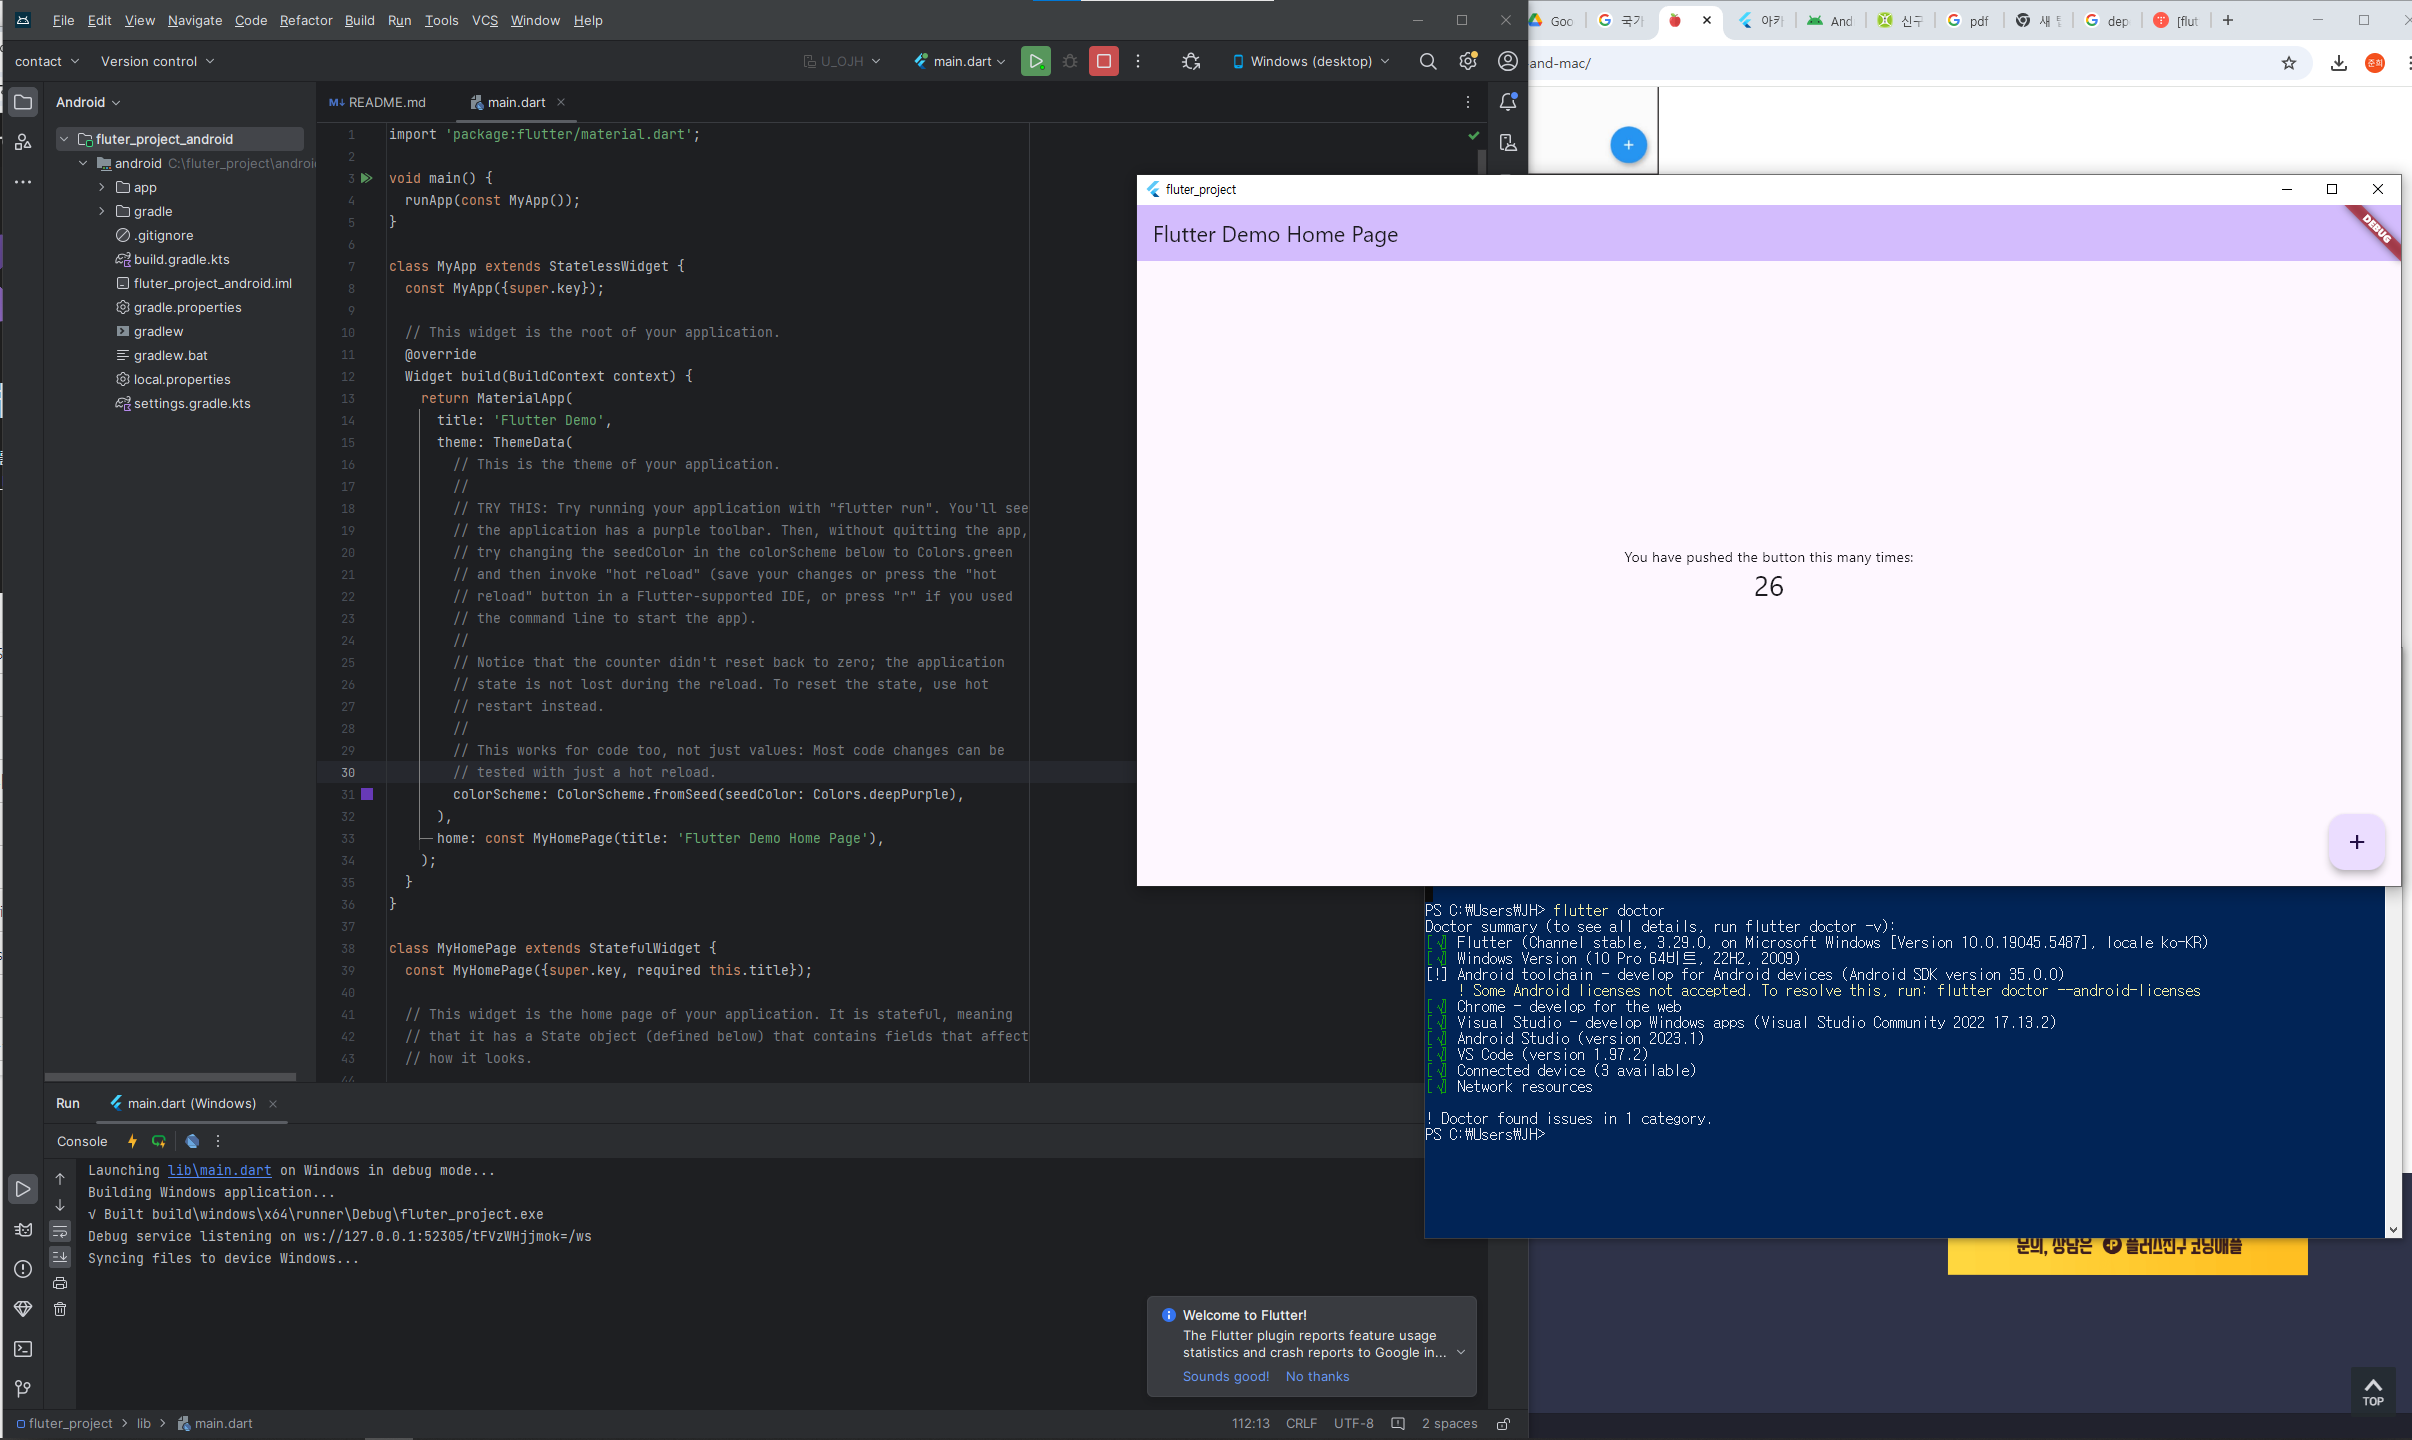 File Edit View Navigate Code Refactor Build Run Tools VCS Window Help
contact Version control U_OJH main.dart Windows (desktop)
Android
fluter_project_android
android C:\fluter_project\androi
app
gradle
.gitignore
build.gradle.kts
fluter_project_android.iml
gradle.properties
gradlew
gradlew.bat
local.properties
settings.gradle.kts
M↓ README.md main.dart
1 import 'package:flutter/material.dart';
2
3 void main() {
4 runApp(const MyApp());
5 }
6
7 class MyApp extends StatelessWidget {
8 const MyApp({super.key});
9
10 // This widget is the root of your application.
11 @override
12 Widget build(BuildContext context) {
13 return MaterialApp(
14 title: 'Flutter Demo',
15 theme: ThemeData(
16 // This is the theme of your application.
17 //
18 // TRY THIS: Try running your application with "flutter run". You'll see
19 // the application has a purple toolbar. Then, without quitting the app,
20 // try changing the seedColor in the colorScheme below to Colors.green
21 // and then invoke "hot reload" (save your changes or press the "hot
22 // reload" button in a Flutter-supported IDE, or press "r" if you used
23 // the command line to start the app).
24 //
25 // Notice that the counter didn't reset back to zero; the application
26 // state is not lost during the reload. To reset the state, use hot
27 // restart instead.
28 //
29 // This works for code too, not just values: Most code changes can be
30 // tested with just a hot reload.
31 colorScheme: ColorScheme.fromSeed(seedColor: Colors.deepPurple),
32 ),
33 home: const MyHomePage(title: 'Flutter Demo Home Page'),
34 );
35 }
36 }
37
38 class MyHomePage extends StatefulWidget {
39 const MyHomePage({super.key, required this.title});
40
41 // This widget is the home page of your application. It is stateful, meaning
42 // that it has a State object (defined below) that contains fields that affect
43 // how it looks.
44
Run main.dart (Windows)
Console
Launching lib\main.dart on Windows in debug mode...
Building Windows application...
√ Built build\windows\x64\runner\Debug\fluter_project.exe
Debug service listening on ws://127.0.0.1:52305/tFVzWHjjmok=/ws
Syncing files to device Windows...
Welcome to Flutter!
The Flutter plugin reports feature usage
statistics and crash reports to Google in...
Sounds good! No thanks
fluter_project > lib > main.dart
112:13 CRLF UTF-8 2 spaces
Goo 국가 아키 And 신구 pdf 새 탭 dep [flut
and-mac/
준희
fluter_project
Flutter Demo Home Page
DEBUG
You have pushed the button this many times:
26
+
PS C:₩Users₩JH> flutter doctor
Doctor summary (to see all details, run flutter doctor -v):
[√] Flutter (Channel stable, 3.29.0, on Microsoft Windows [Version 10.0.19045.5487], locale ko-KR)
[√] Windows Version (10 Pro 64비트, 22H2, 2009)
[!] Android toolchain - develop for Android devices (Android SDK version 35.0.0)
! Some Android licenses not accepted. To resolve this, run: flutter doctor --android-licenses
[√] Chrome - develop for the web
[√] Visual Studio - develop Windows apps (Visual Studio Community 2022 17.13.2)
[√] Android Studio (version 2023.1)
[√] VS Code (version 1.97.2)
[√] Connected device (3 available)
[√] Network resources

! Doctor found issues in 1 category.
PS C:₩Users₩JH>
문의, 상담은 플러스친구 코딩애플
TOP